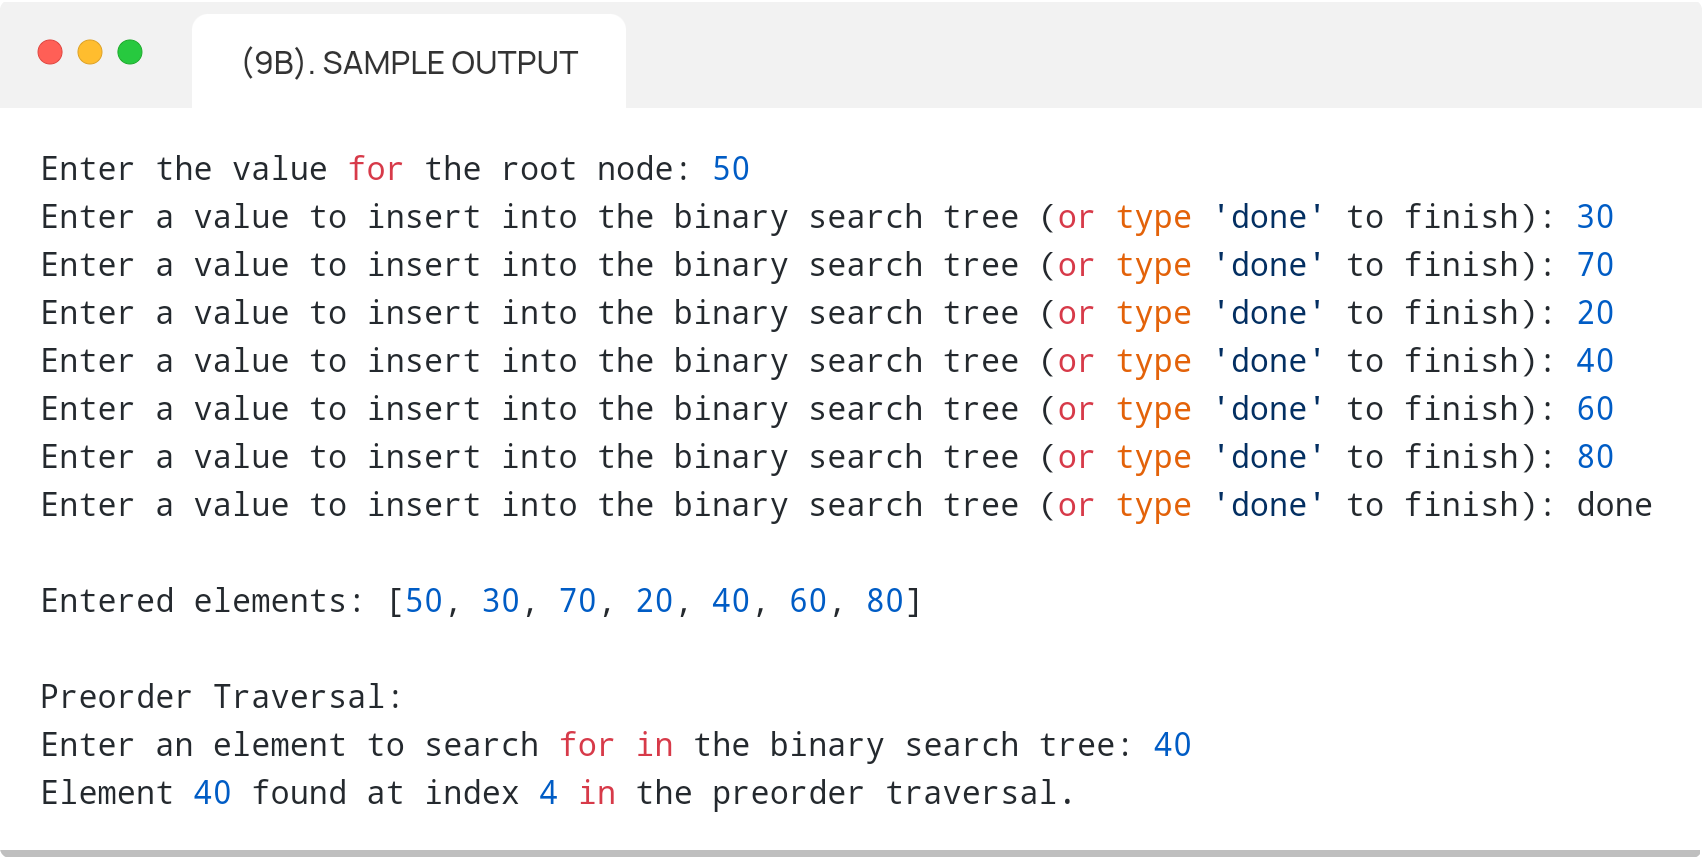 (9B). SAMPLE OUTPUT
Enter the value for the root node: 50
Enter a value to insert into the binary search tree (or type 'done' to finish): 30
Enter a value to insert into the binary search tree (or type 'done' to finish): 70
Enter a value to insert into the binary search tree (or type 'done' to finish): 20
Enter a value to insert into the binary search tree (or type 'done' to finish): 40
Enter a value to insert into the binary search tree (or type 'done' to finish): 60
Enter a value to insert into the binary search tree (or type 'done' to finish): 80
Enter a value to insert into the binary search tree (or type 'done' to finish): done
Entered elements: [50, 30, 70, 20, 40, 60, 80]
Preorder Traversal:
Enter an element to search for in the binary search tree: 40
Element 40 found at index 4 in the preorder traversal.